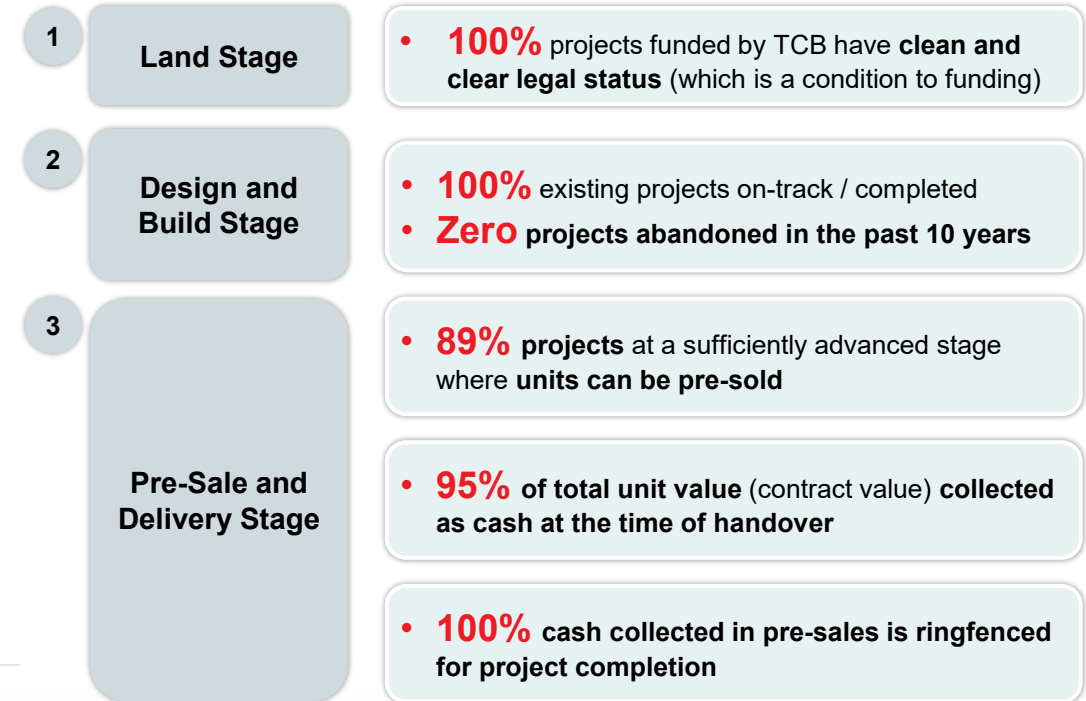 1
Land Stage
• 100% projects funded by TCB have clean and
clear legal status (which is a condition to funding)
2
Design and
Build Stage
• 100% existing projects on-track / completed
• Zero projects abandoned in the past 10 years
3
Pre-Sale and
Delivery Stage
• 89% projects at a sufficiently advanced stage
where units can be pre-sold
• 95% of total unit value (contract value) collected
as cash at the time of handover
• 100% cash collected in pre-sales is ringfenced
for project completion